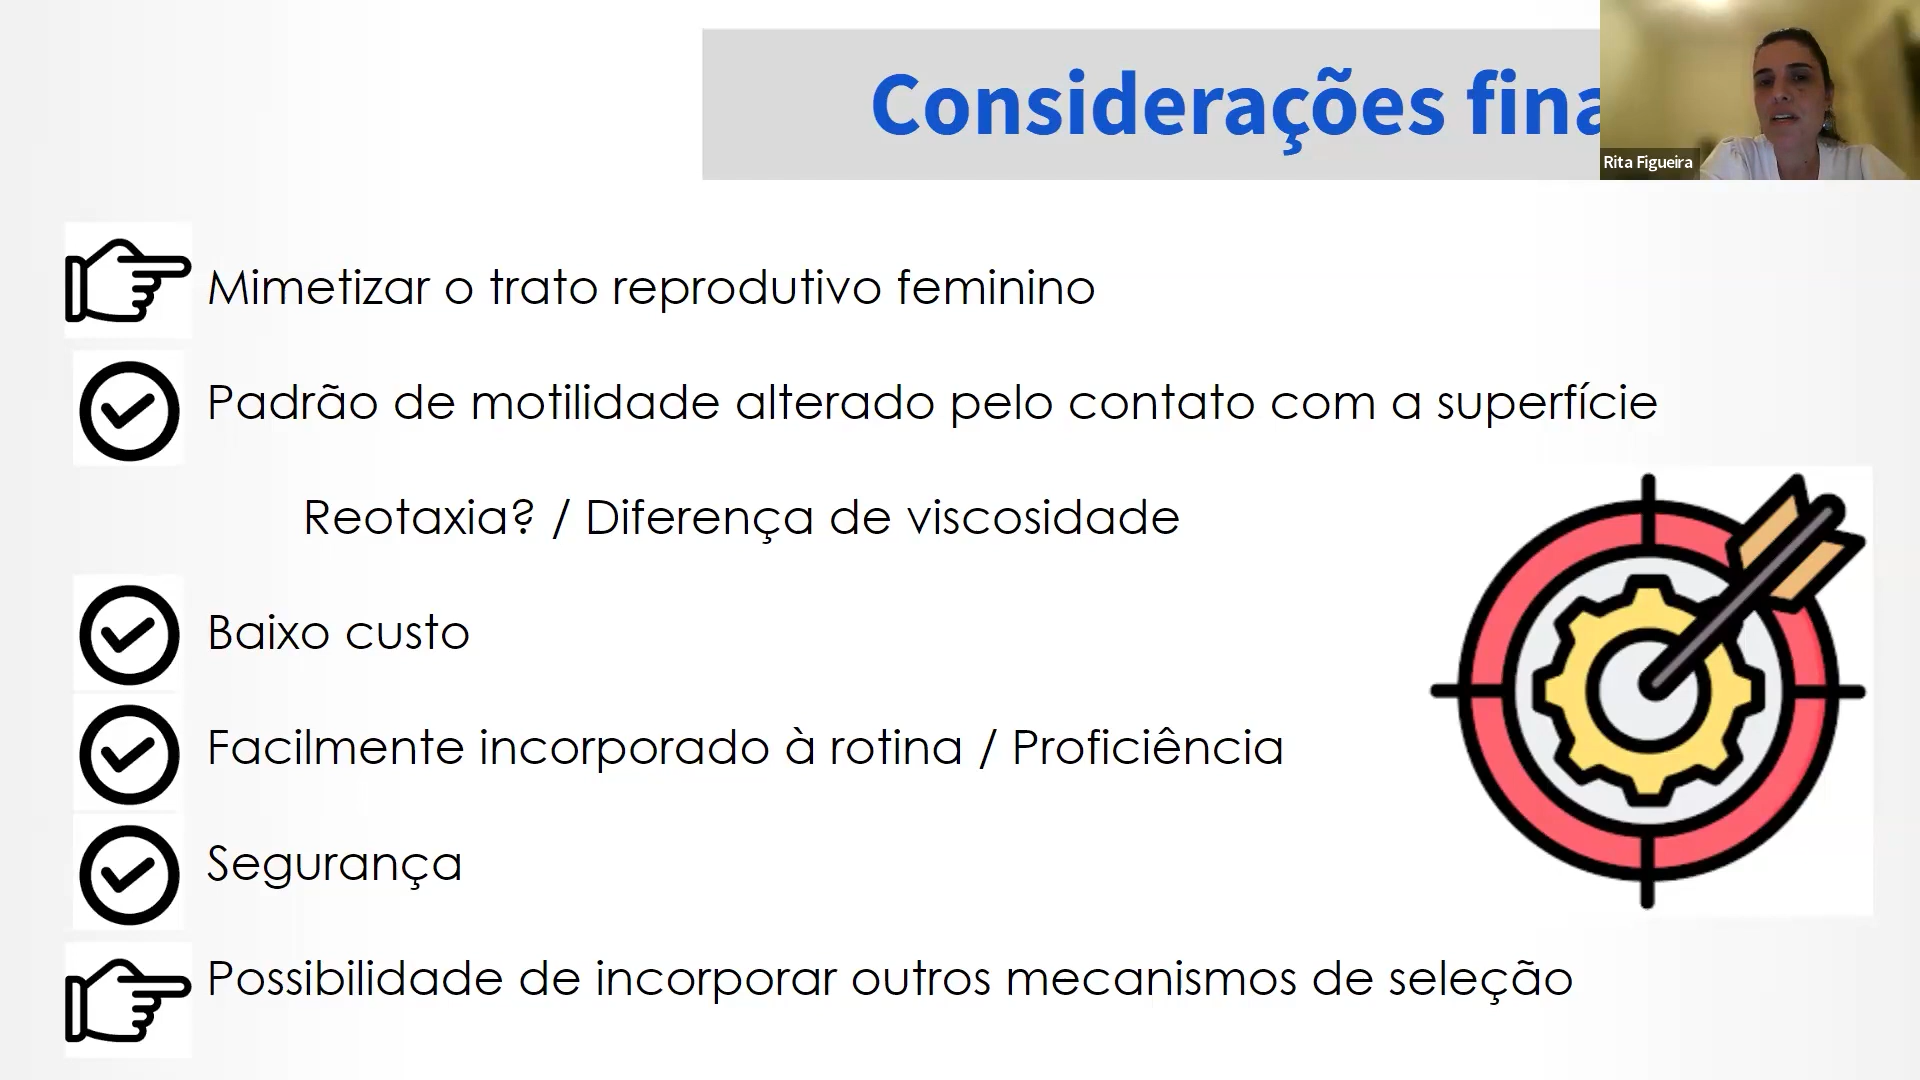 Considerações fina
Rita Figueira
Mimetizar o trato reprodutivo feminino
Padrão de motilidade alterado pelo contato com a superfície
Reotaxia? / Diferença de viscosidade
Baixo custo
Facilmente incorporado à rotina / Proficiência
Segurança
Possibilidade de incorporar outros mecanismos de seleção